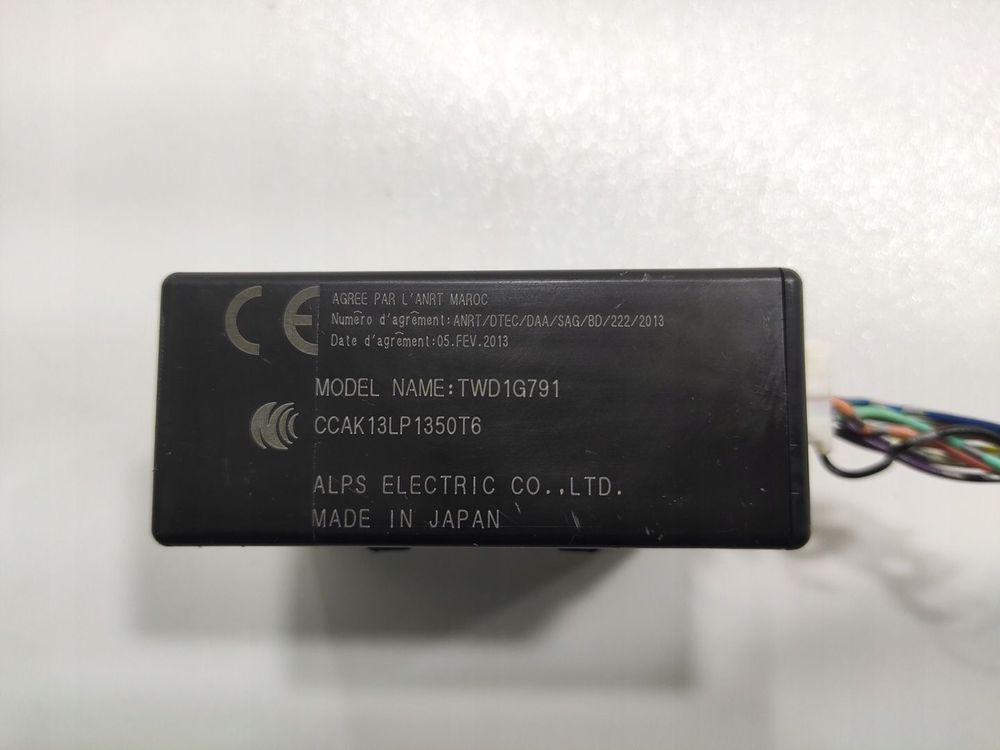 CE
AGREE PAR L'ANRT MAROC
Numéro d'agrément:ANRT/DTEC/DAA/SAG/BD/222/2013
Date d'agrément:05.FEV.2013
MODEL NAME:TWD1G791
CCAK13LP1350T6
ALPS ELECTRIC CO.,LTD.
MADE IN JAPAN